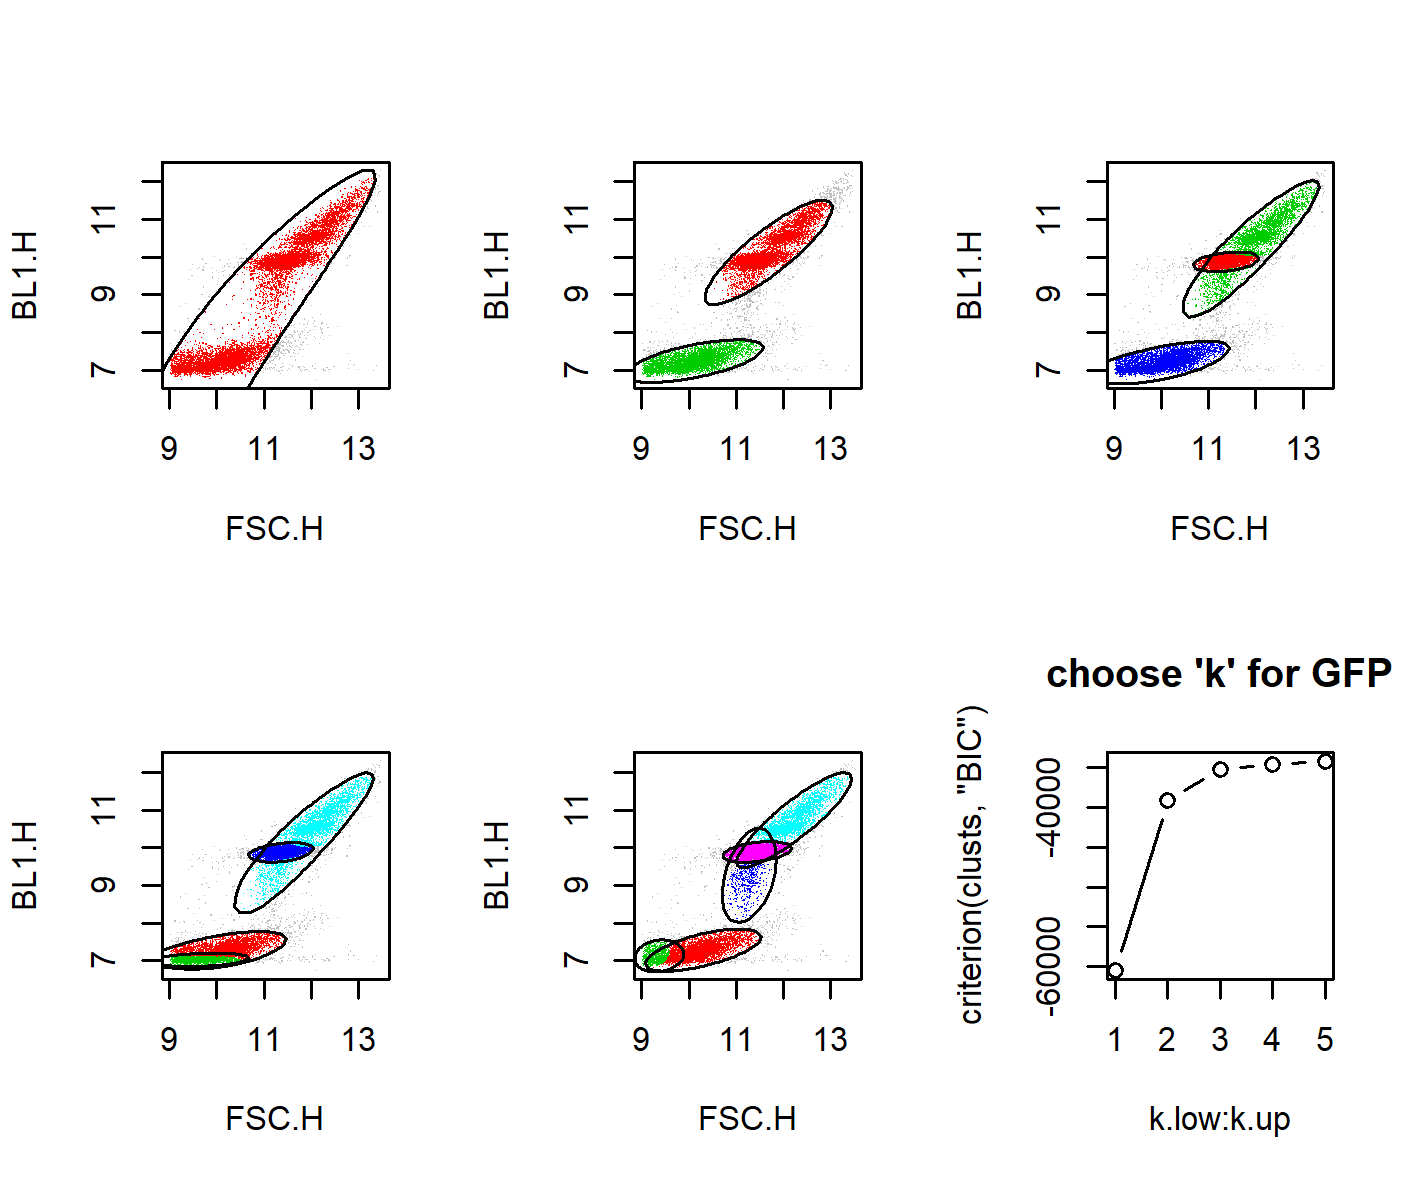 BL1.H
11
9
7
9
11
13
FSC.H
BL1.H
11
9
7
9
11
13
FSC.H
BL1.H
11
9
7
9
11
13
FSC.H
BL1.H
11
9
7
9
11
13
FSC.H
BL1.H
11
9
7
9
11
13
FSC.H
choose 'k' for GFP
criterion(clusts, "BIC")
-40000
-60000
1
2
3
4
5
k.low:k.up